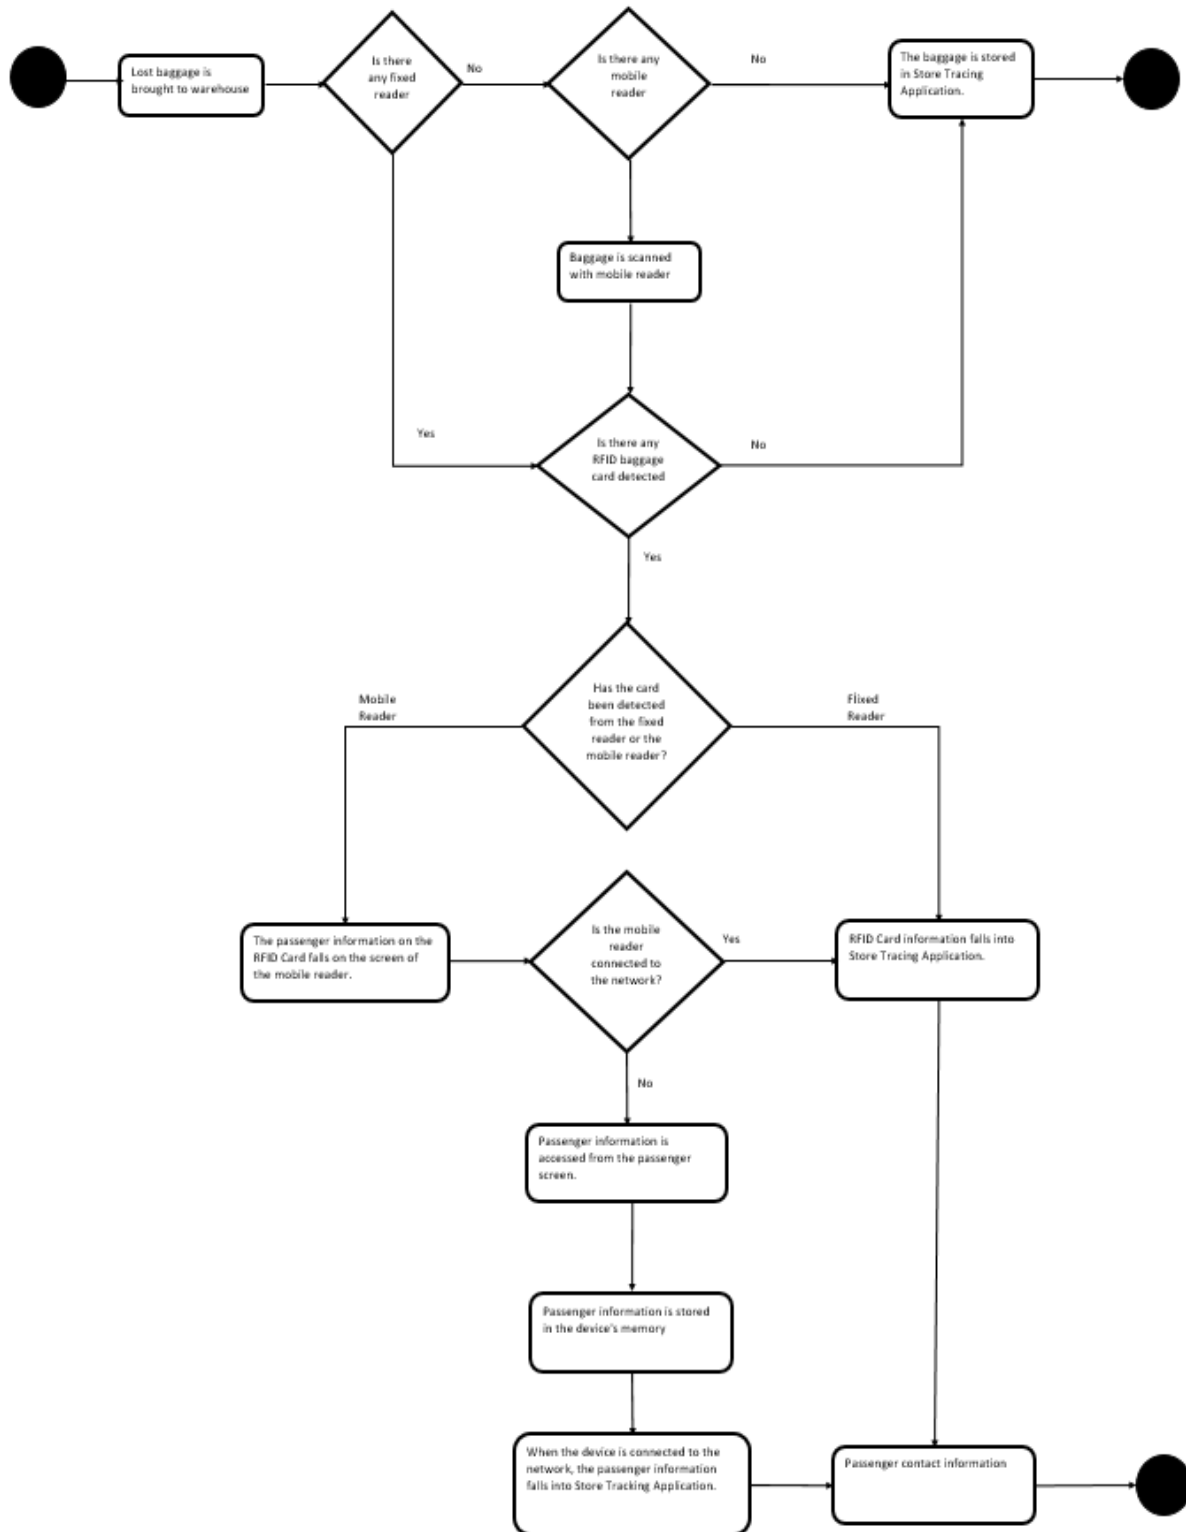 Lost baggage is
brought to warehouse
Is there
any fixed
reader
No
Is there any
mobile
reader
No
The baggage is stored
in Store Tracing
Application.
Baggage is scanned
with mobile reader
Yes
Is there any
RFID baggage
card detected
No
Yes
Mobile
Reader
Has the card
been detected
from the fixed
reader or the
mobile reader?
Flixed
Reader
The passenger information on the
RFID Card falls on the screen of
the mobile reader.
Is the mobile
reader
connected to
the network?
Yes
RFID Card information falls into
Store Tracing Application.
No
Passenger information is
accessed from the passenger
screen.
Passenger information is stored
in the device's memory
When the device is connected to the
network, the passenger information
falls into Store Tracking Application.
Passenger contact information